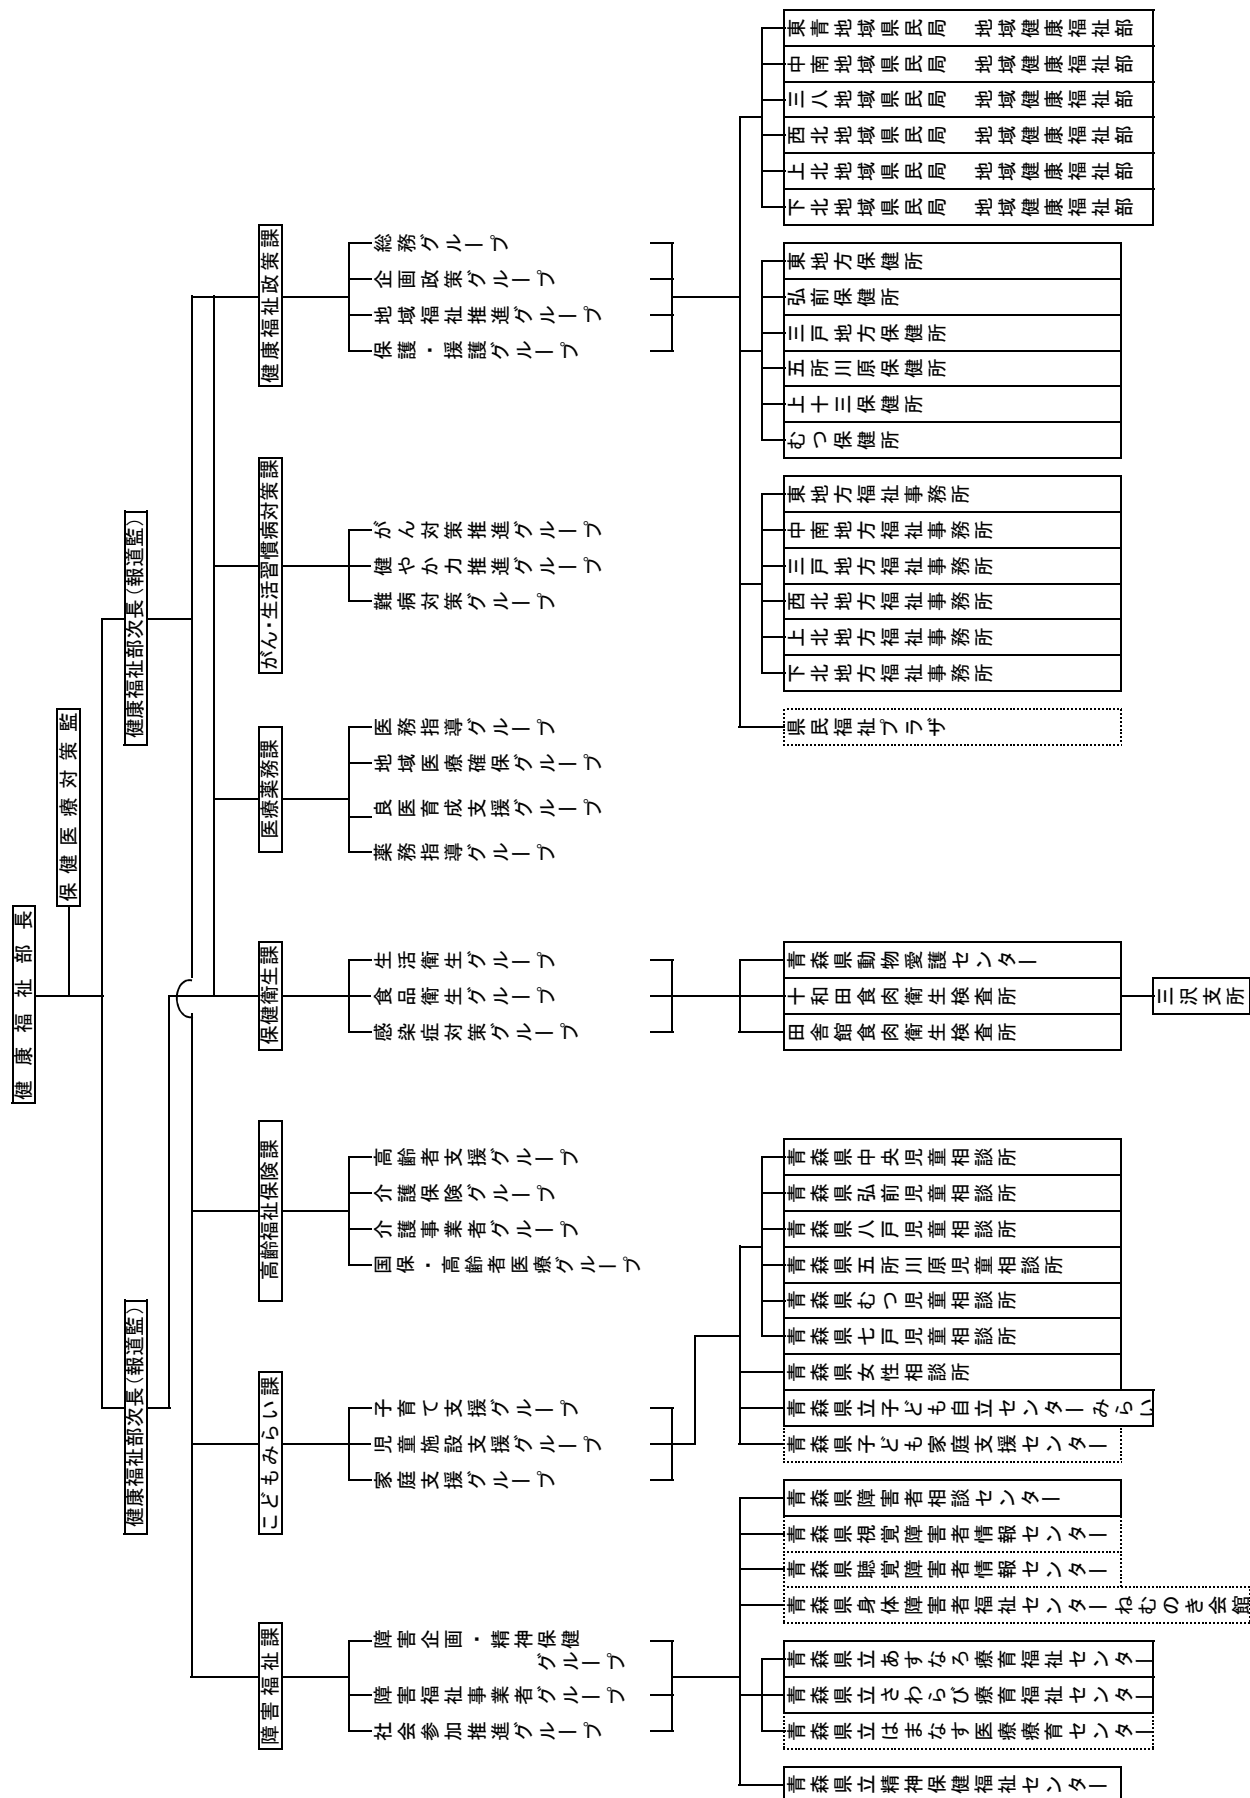 健康福祉部長
保健医療対策監
健康福祉部次長(報道監)
健康福祉部次長(報道監)
健康福祉政策課
総務グループ
企画政策グループ
地域福祉推進グループ
保護・援護グループ
東青地域県民局 地域健康福祉部
中南地域県民局 地域健康福祉部
三八地域県民局 地域健康福祉部
西北地域県民局 地域健康福祉部
上北地域県民局 地域健康福祉部
下北地域県民局 地域健康福祉部
東地方保健所
弘前保健所
三戸地方保健所
五所川原保健所
上十三保健所
むつ保健所
東地方福祉事務所
中南地方福祉事務所
三戸地方福祉事務所
西北地方福祉事務所
上北地方福祉事務所
下北地方福祉事務所
県民福祉プラザ
がん・生活習慣病対策課
がん対策推進グループ
健やか力推進グループ
難病対策グループ
医療薬務課
医務指導グループ
地域医療確保グループ
良医育成支援グループ
薬務指導グループ
保健衛生課
生活衛生グループ
食品衛生グループ
感染症対策グループ
青森県動物愛護センター
十和田食肉衛生検査所
三沢支所
田舎館食肉衛生検査所
高齢福祉保険課
高齢者支援グループ
介護保険グループ
介護事業者グループ
国保・高齢者医療グループ
こどもみらい課
子育て支援グループ
児童施設支援グループ
家庭支援グループ
青森県中央児童相談所
青森県弘前児童相談所
青森県八戸児童相談所
青森県五所川原児童相談所
青森県むつ児童相談所
青森県七戸児童相談所
青森県女性相談所
青森県立子ども自立センターみらい
青森県子ども家庭支援センター
障害福祉課
障害企画・精神保健
グループ
障害福祉事業者グループ
社会参加推進グループ
青森県障害者相談センター
青森県視覚障害者情報センター
青森県聴覚障害者情報センター
青森県身体障害者福祉センターねむのき会館
青森県立あすなろ療育福祉センター
青森県立さわらび療育福祉センター
青森県立はまなす医療療育センター
青森県立精神保健福祉センター